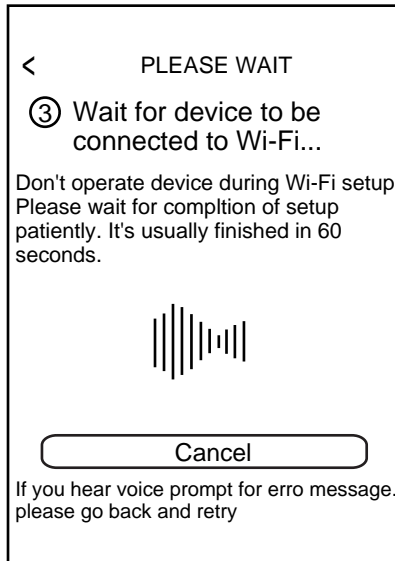 < PLEASE WAIT
③ Wait for device to be
connected to Wi-Fi...
Don't operate device during Wi-Fi setup
Please wait for compltion of setup
patiently. It's usually finished in 60
seconds.
Cancel
If you hear voice prompt for erro message.
please go back and retry